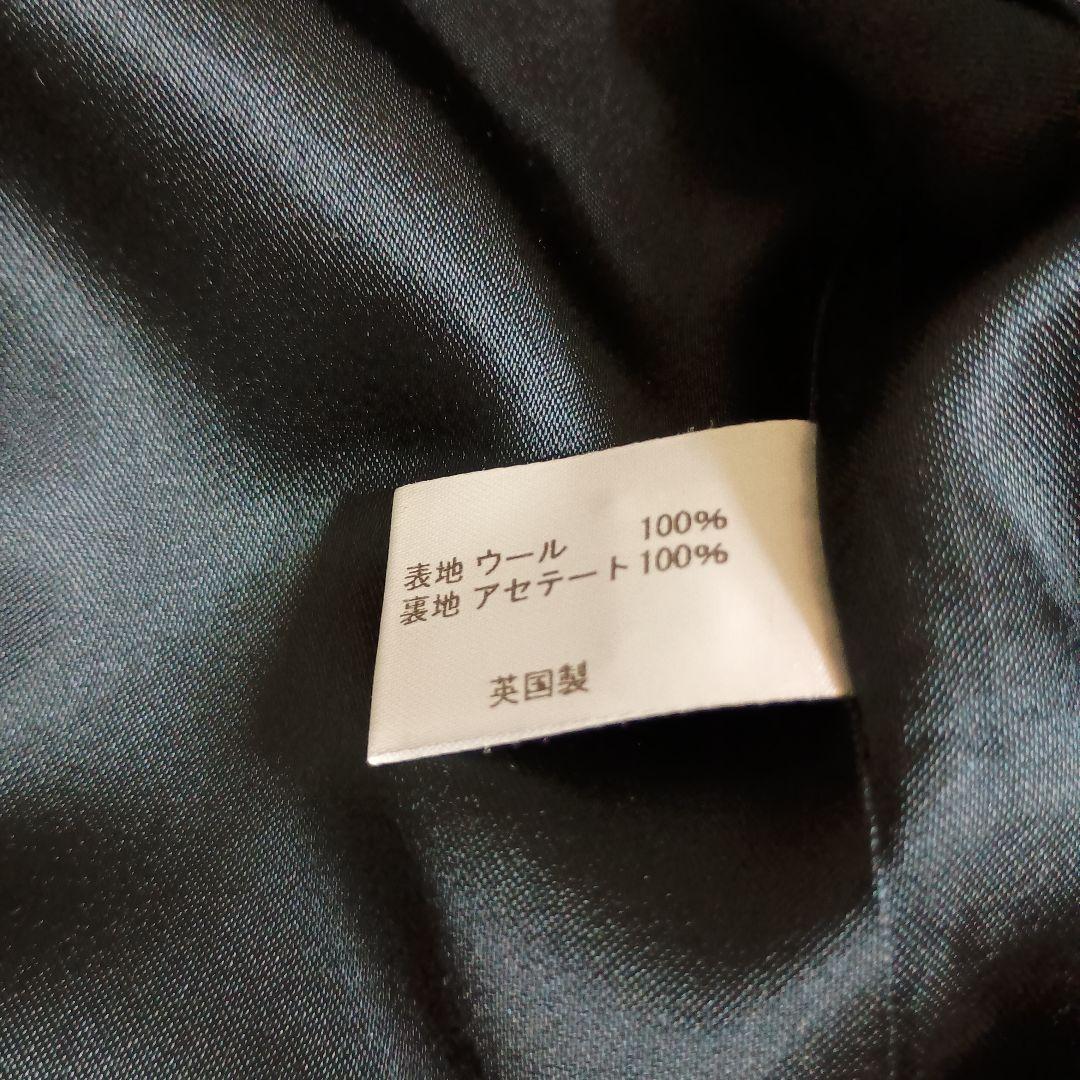 表地 ウール 100%
裏地 アセテート 100%
英国製